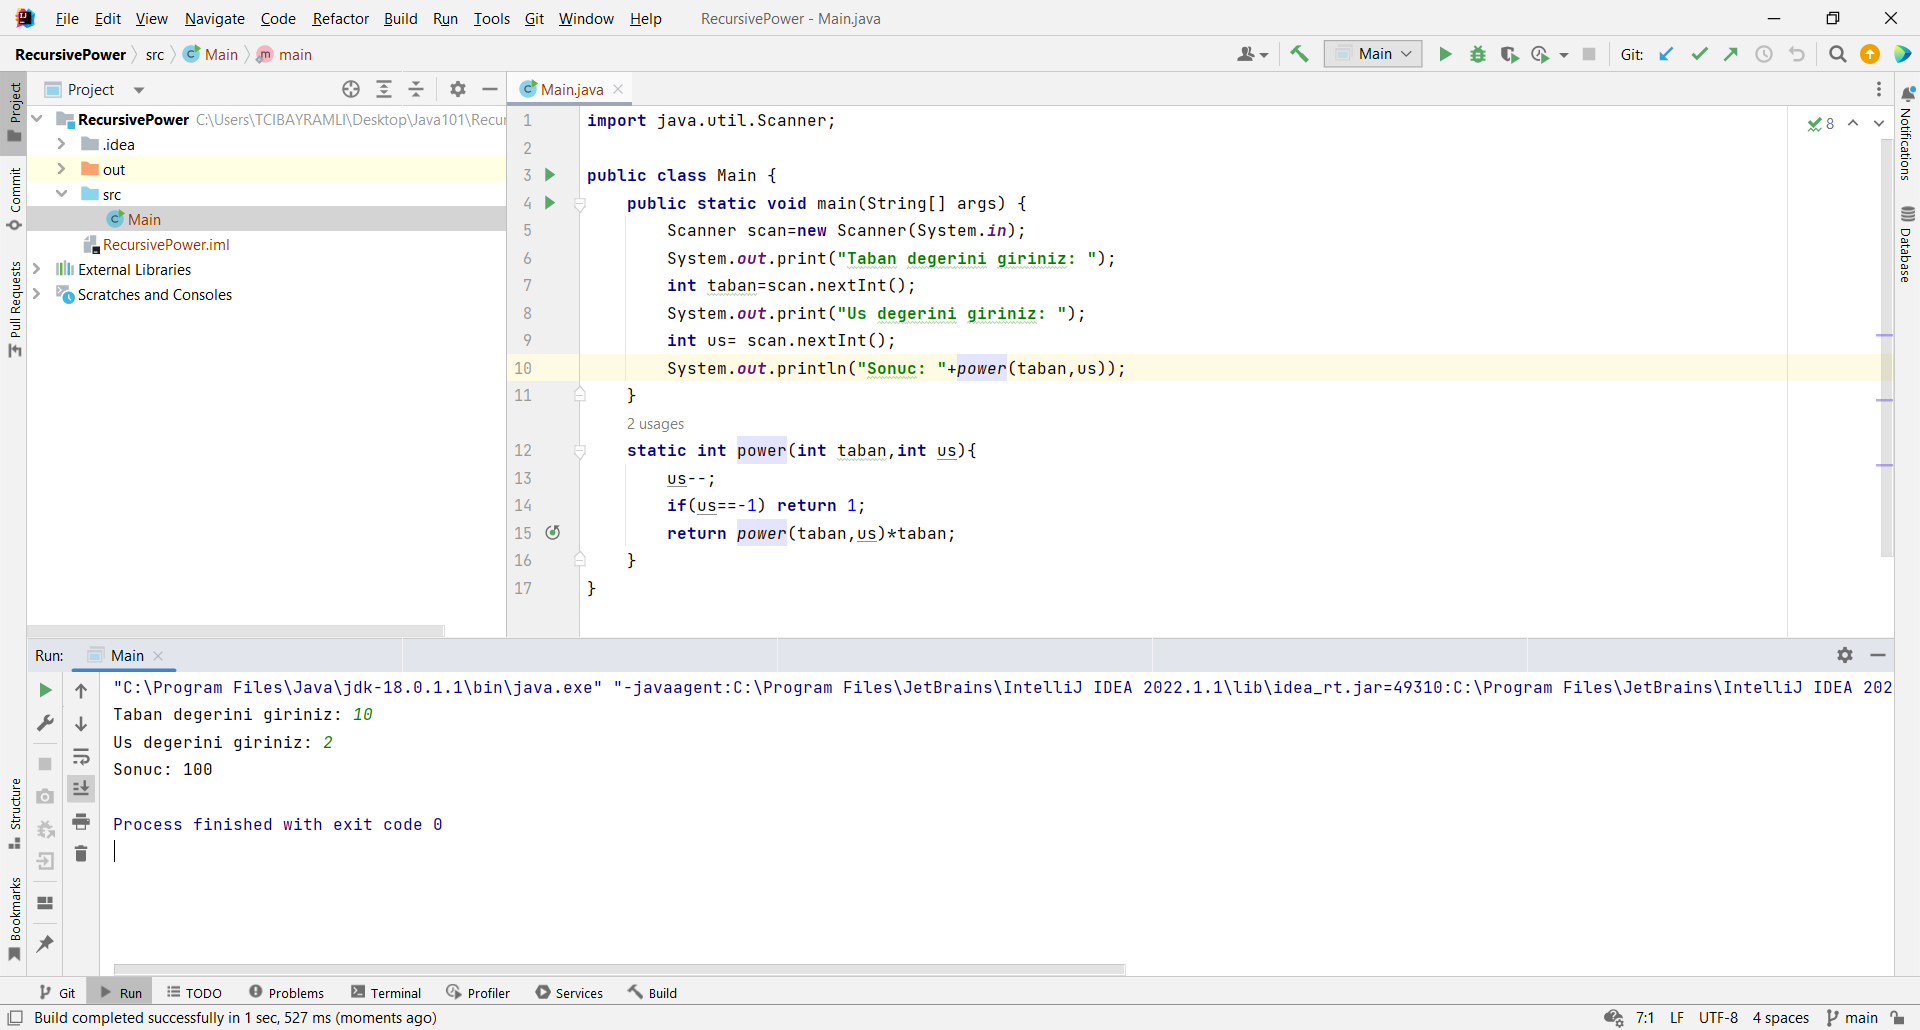 File Edit View Navigate Code Refactor Build Run Tools Git Window Help RecursivePower - Main.java
RecursivePower src Main main
Main Git:
Project
Main.java
Project
Commit
Pull Requests
Structure
Bookmarks
RecursivePower C:\Users\TCIBAYRAMLI\Desktop\Java101\Recur
.idea
out
src
Main
RecursivePower.iml
External Libraries
Scratches and Consoles
8
Notifications
Database
1 import java.util.Scanner;
2
3 public class Main {
4 public static void main(String[] args) {
5 Scanner scan=new Scanner(System.in);
6 System.out.print("Taban degerini giriniz: ");
7 int taban=scan.nextInt();
8 System.out.print("Us degerini giriniz: ");
9 int us= scan.nextInt();
10 System.out.println("Sonuc: "+power(taban,us));
11 }
2 usages
12 static int power(int taban,int us){
13 us--;
14 if(us==-1) return 1;
15 return power(taban,us)*taban;
16 }
17 }
Run: Main
"C:\Program Files\Java\jdk-18.0.1.1\bin\java.exe" "-javaagent:C:\Program Files\JetBrains\IntelliJ IDEA 2022.1.1\lib\idea_rt.jar=49310:C:\Program Files\JetBrains\IntelliJ IDEA 202
Taban degerini giriniz: 10
Us degerini giriniz: 2
Sonuc: 100
Process finished with exit code 0
Git Run TODO Problems Terminal Profiler Services Build
Build completed successfully in 1 sec, 527 ms (moments ago)
7:1 LF UTF-8 4 spaces main